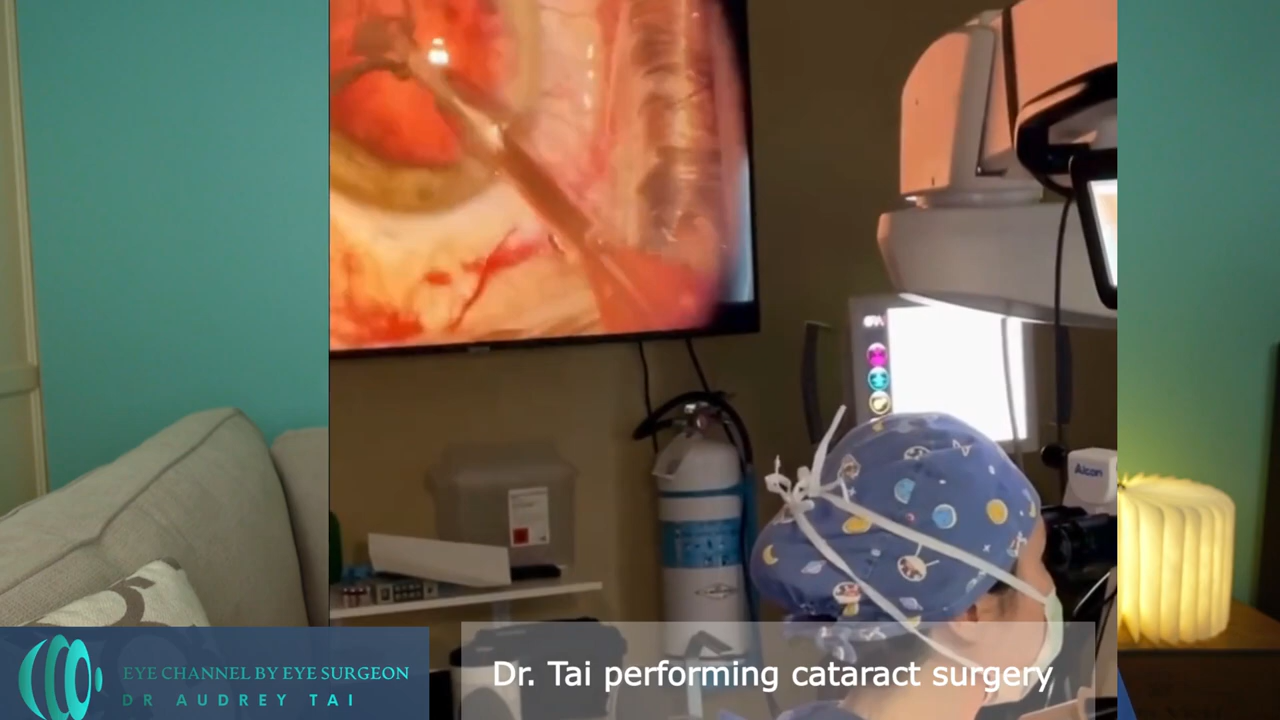 Alcon
EYE CHANNEL BY EYE SURGEON
DR AUDREY TAI
Dr. Tai performing cataract surgery